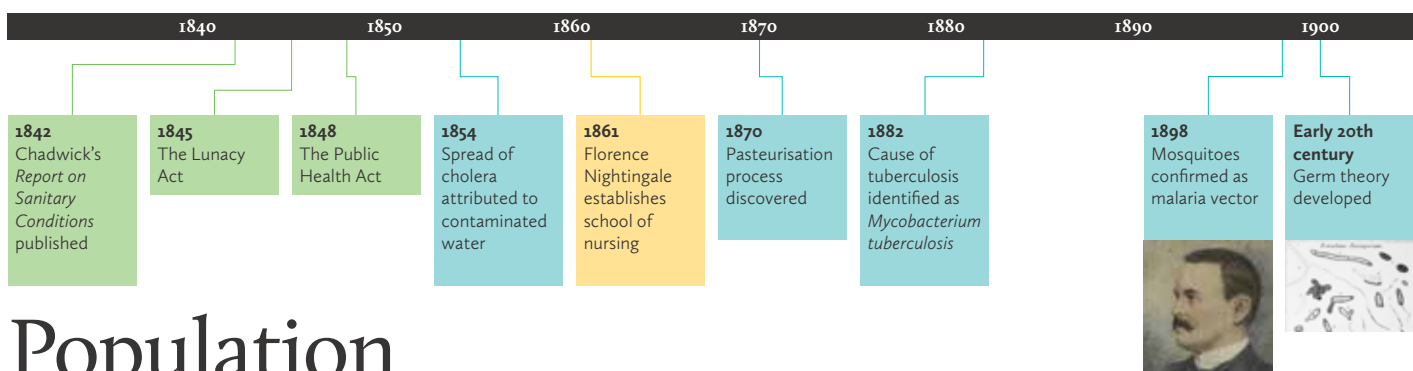 1840 1850 1860 1870 1880 1890 1900
1842
Chadwick's
Report on
Sanitary
Conditions
published
1845
The Lunacy
Act
1848
The Public
Health Act
1854
Spread of
cholera
attributed to
contaminated
water
1861
Florence
Nightingale
establishes
school of
nursing
1870
Pasteurisation
process
discovered
1882
Cause of
tuberculosis
identified as
Mycobacterium
tuberculosis
1898
Mosquitoes
confirmed as
malaria vector
Early 20th
century
Germ theory
developed
Population